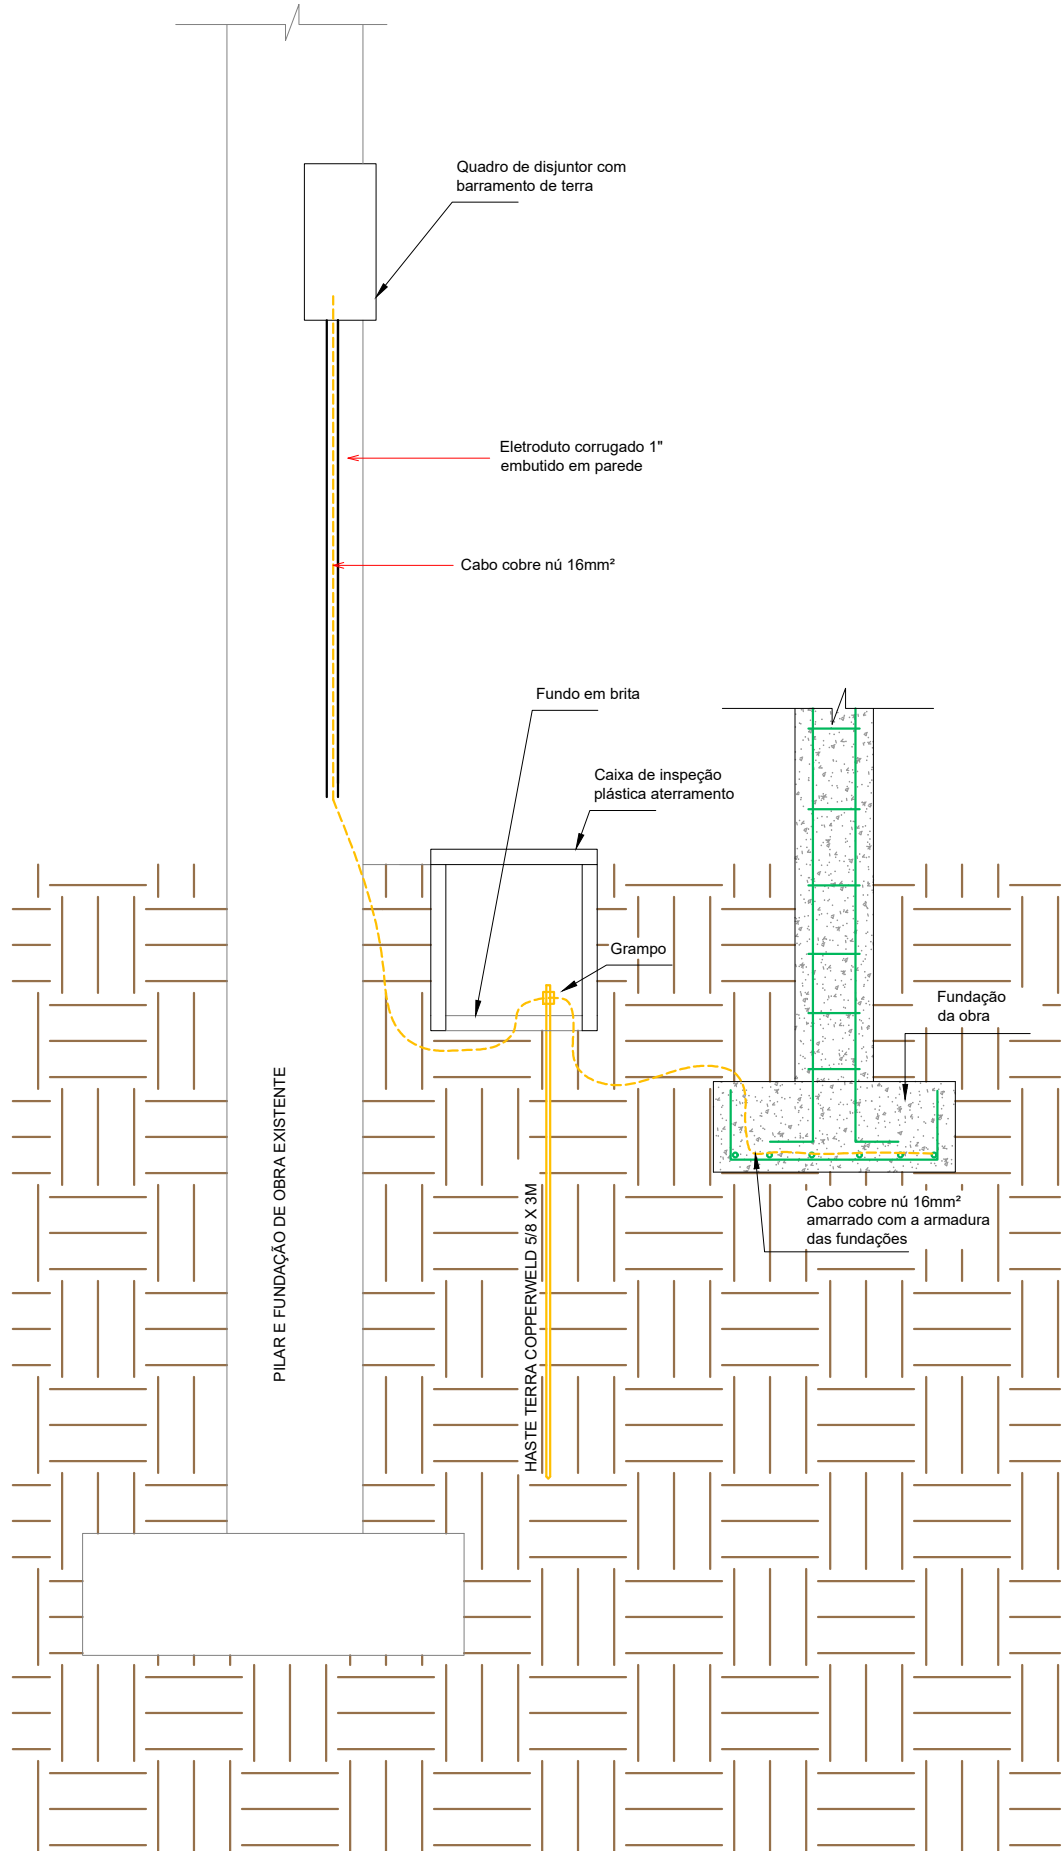 Quadro de disjuntor com
barramento de terra
Eletroduto corrugado 1"
embutido em parede
Cabo cobre nú 16mm²
Fundo em brita
Caixa de inspeção
plástica aterramento
Grampo
Fundação
da obra
PILAR E FUNDAÇÃO DE OBRA EXISTENTE
HASTE TERRA COPPERWELD 5/8 X 3M
Cabo cobre nú 16mm²
amarrado com a armadura
das fundações